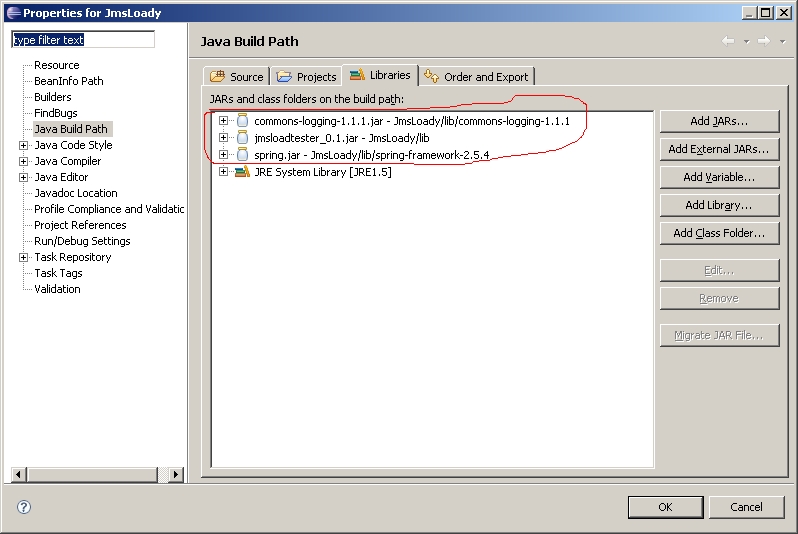 Properties for JmsLoady
type filter text
Resource
BeanInfo Path
Builders
FindBugs
Java Build Path
Java Code Style
Java Compiler
Java Editor
Javadoc Location
Profile Compliance and Validatic
Project References
Run/Debug Settings
Task Repository
Task Tags
Validation
Java Build Path
Source
Projects
Libraries
Order and Export
JARs and class folders on the build path:
commons-logging-1.1.1.jar - JmsLoady/lib/commons-logging-1.1.1
jmsloadtester_0.1.jar - JmsLoady/lib
spring.jar - JmsLoady/lib/spring-framework-2.5.4
JRE System Library [JRE1.5]
Add JARs...
Add External JARs...
Add Variable...
Add Library...
Add Class Folder...
Edit...
Remove
Migrate JAR File...
?
OK
Cancel